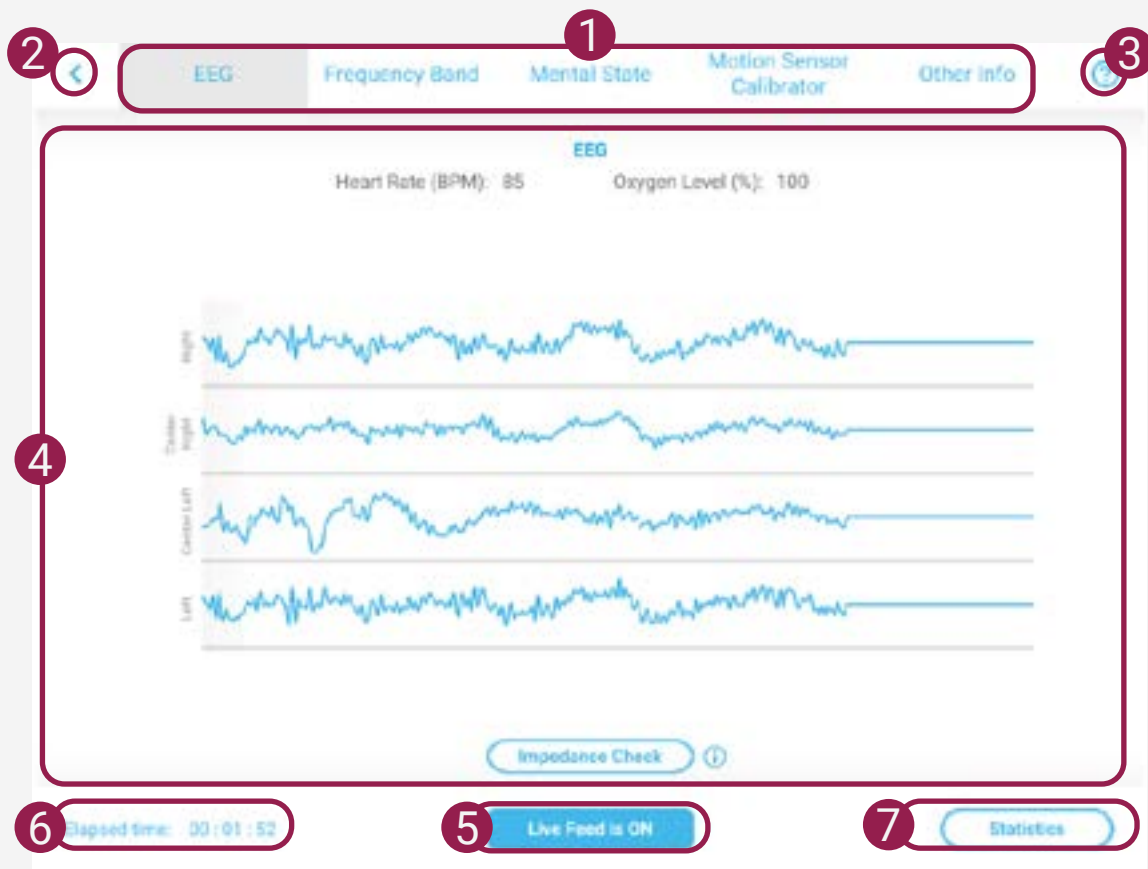 1
2
3
EEG
Frequency Band
Mental State
Motion Sensor
Calibrator
Other Info
?
EEG
Heart Rate (BPM): 85
Oxygen Level (%): 100
Right
Center
Right
Center Left
Left
4
Impedance Check
i
6
Elapsed time: 00 : 01 : 52
5
Live Feed is ON
7
Statistics